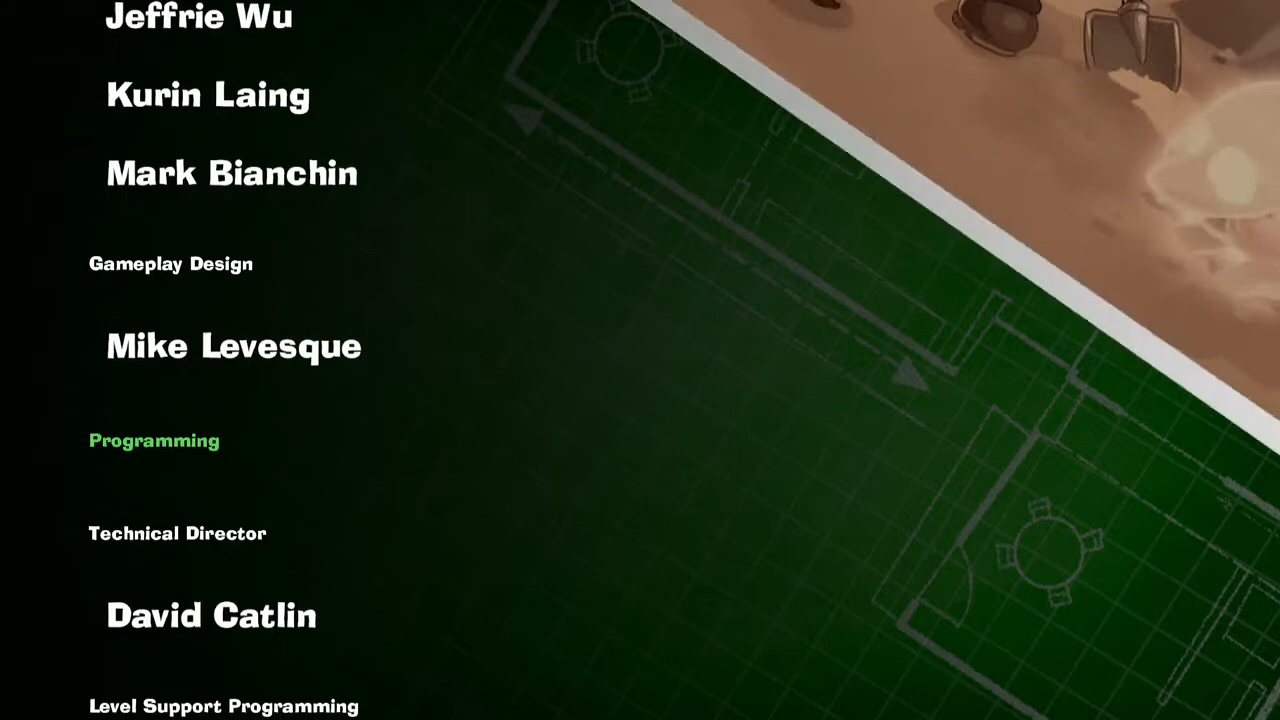 Jeffrie Wu
Kurin Laing
Mark Bianchin
Gameplay Design
Mike Levesque
Programming
Technical Director
David Catlin
Level Support Programming